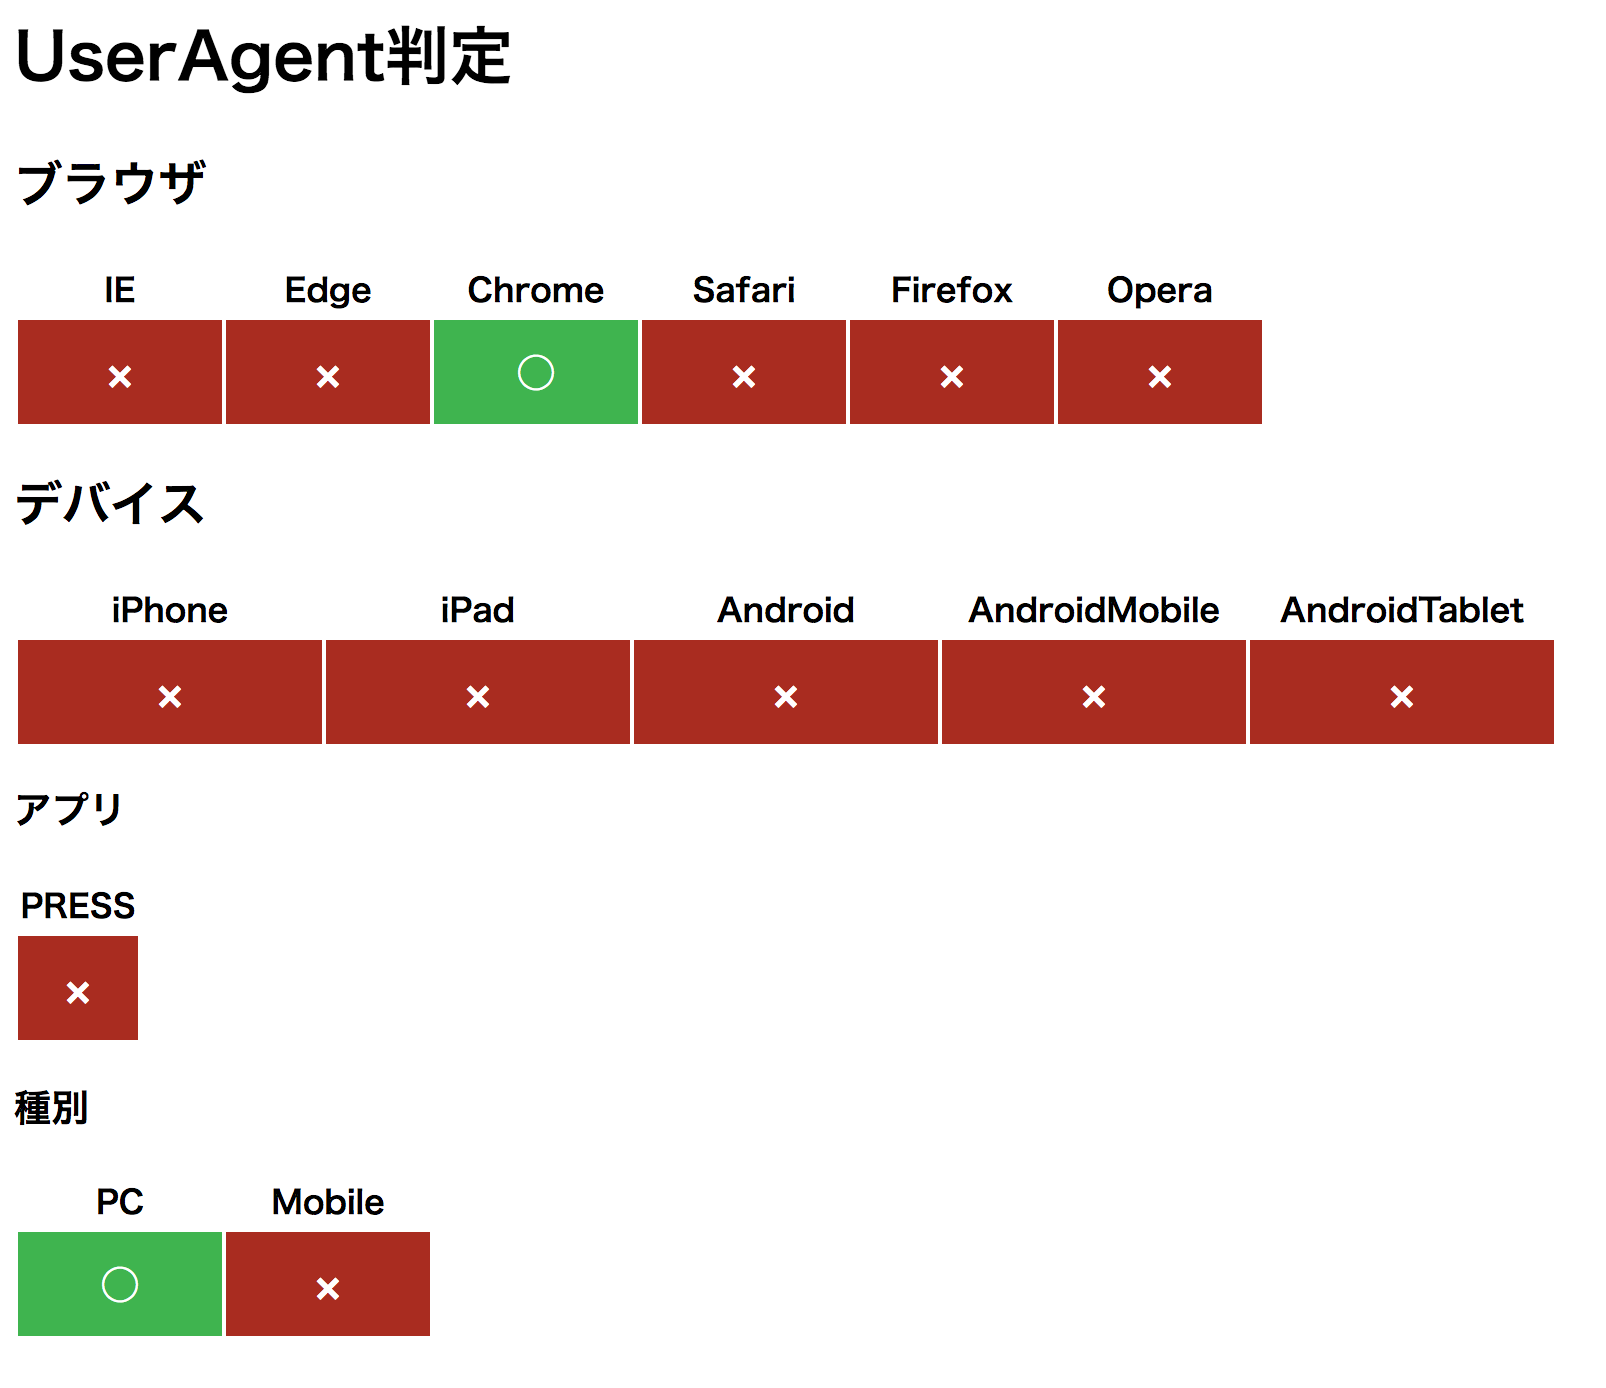 UserAgent判定
ブラウザ
IE Edge Chrome Safari Firefox Opera
× × ○ × × ×
デバイス
iPhone iPad Android AndroidMobile AndroidTablet
× × × × ×
アプリ
PRESS
×
種別
PC Mobile
○ ×